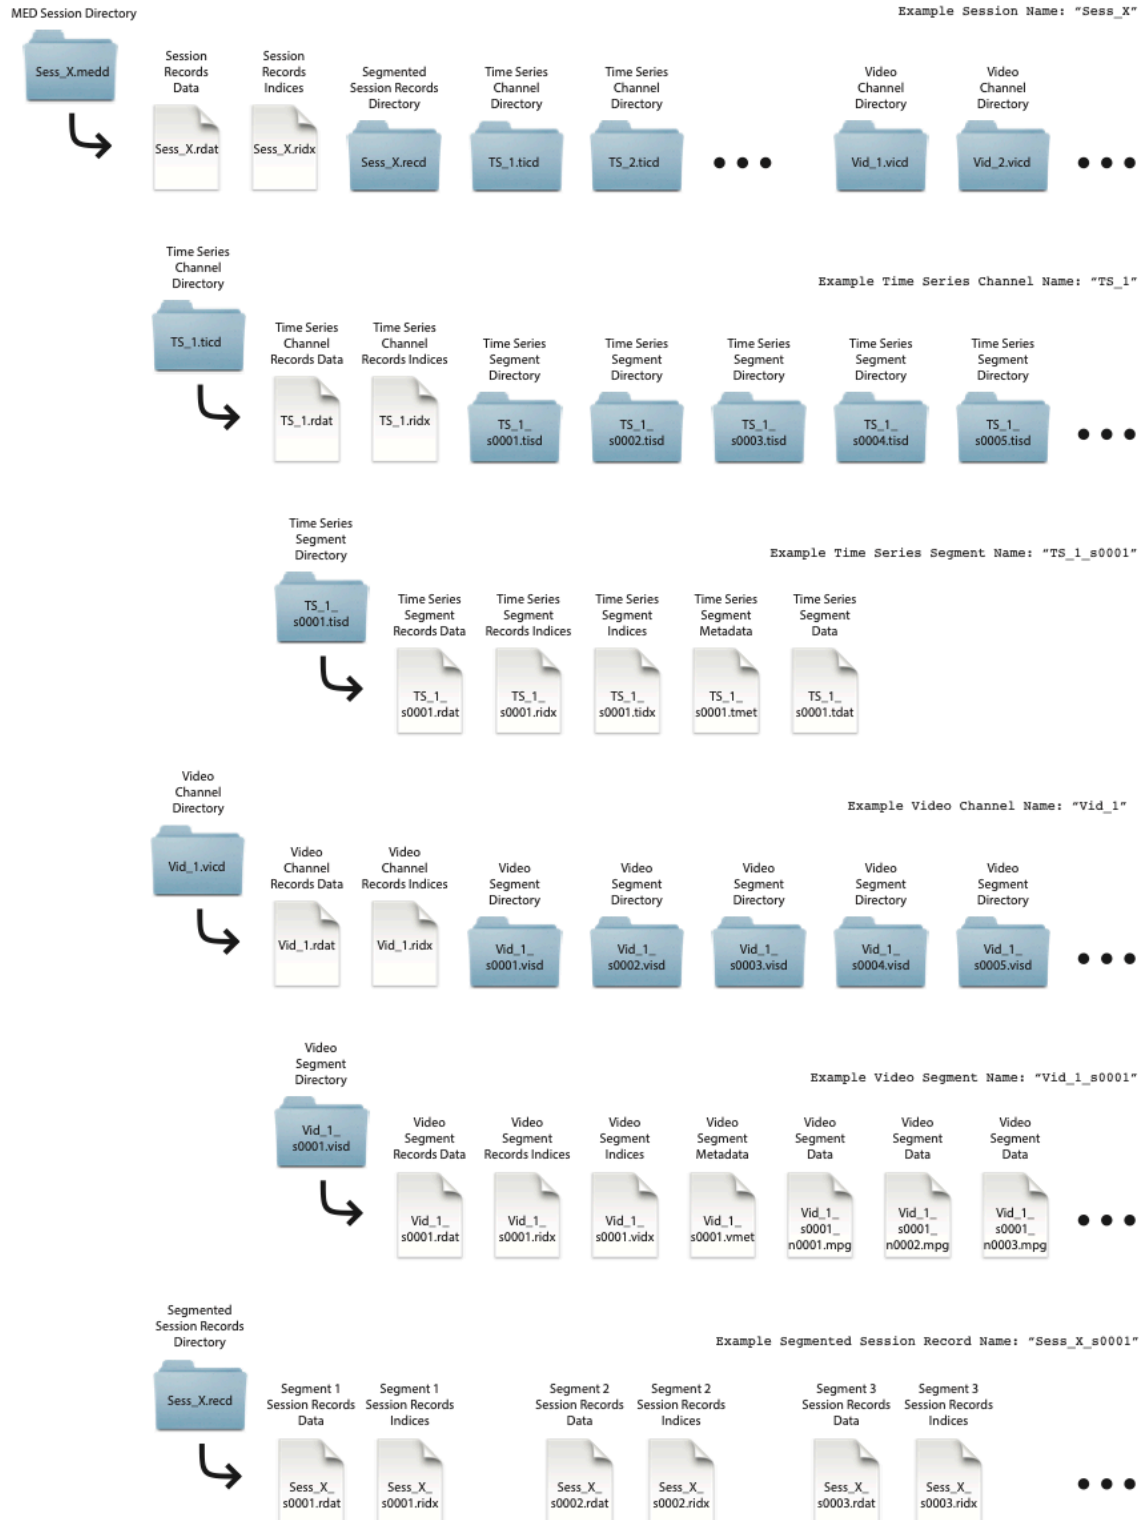 MED Session Directory
Example Session Name: “Sess_X”
Sess_X.medd
Session
Records
Data
Sess_X.rdat
Session
Records
Indices
Sess_X.ridx
Segmented
Session Records
Directory
Sess_X.recd
Time Series
Channel
Directory
TS_1.ticd
Time Series
Channel
Directory
TS_2.ticd
Video
Channel
Directory
Vid_1.vicd
Video
Channel
Directory
Vid_2.vicd
Time Series
Channel
Directory
TS_1.ticd
Example Time Series Channel Name: “TS_1”
Time Series
Channel
Records Data
TS_1.rdat
Time Series
Channel
Records Indices
TS_1.ridx
Time Series
Segment
Directory
TS_1_
s0001.tisd
Time Series
Segment
Directory
TS_1_
s0002.tisd
Time Series
Segment
Directory
TS_1_
s0003.tisd
Time Series
Segment
Directory
TS_1_
s0004.tisd
Time Series
Segment
Directory
TS_1_
s0005.tisd
Time Series
Segment
Directory
TS_1_
s0001.tisd
Example Time Series Segment Name: “TS_1_s0001”
Time Series
Segment
Records Data
TS_1_
s0001.rdat
Time Series
Segment
Records Indices
TS_1_
s0001.ridx
Time Series
Segment
Indices
TS_1_
s0001.tidx
Time Series
Segment
Metadata
TS_1_
s0001.tmet
Time Series
Segment
Data
TS_1_
s0001.tdat
Video
Channel
Directory
Vid_1.vicd
Example Video Channel Name: “Vid_1”
Video
Channel
Records Data
Vid_1.rdat
Video
Channel
Records Indices
Vid_1.ridx
Video
Segment
Directory
Vid_1_
s0001.visd
Video
Segment
Directory
Vid_1_
s0002.visd
Video
Segment
Directory
Vid_1_
s0003.visd
Video
Segment
Directory
Vid_1_
s0004.visd
Video
Segment
Directory
Vid_1_
s0005.visd
Video
Segment
Directory
Vid_1_
s0001.visd
Example Video Segment Name: “Vid_1_s0001”
Video
Segment
Records Data
Vid_1_
s0001.rdat
Video
Segment
Records Indices
Vid_1_
s0001.ridx
Video
Segment
Indices
Vid_1_
s0001.vidx
Video
Segment
Metadata
Vid_1_
s0001.vmet
Video
Segment
Data
Vid_1_
s0001_
n0001.mpg
Video
Segment
Data
Vid_1_
s0001_
n0002.mpg
Video
Segment
Data
Vid_1_
s0001_
n0003.mpg
Segmented
Session Records
Directory
Sess_X.recd
Example Segmented Session Record Name: “Sess_X_s0001”
Segment 1
Session Records
Data
Sess_X_
s0001.rdat
Segment 1
Session Records
Indices
Sess_X_
s0001.ridx
Segment 2
Session Records
Data
Sess_X_
s0002.rdat
Segment 2
Session Records
Indices
Sess_X_
s0002.ridx
Segment 3
Session Records
Data
Sess_X_
s0003.rdat
Segment 3
Session Records
Indices
Sess_X_
s0003.ridx